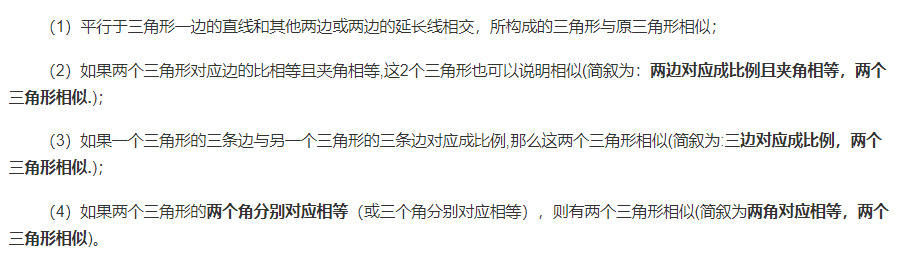 （1）平行于三角形一边的直线和其他两边或两边的延长线相交，所构成的三角形与原三角形相似；
（2）如果两个三角形对应边的比相等且夹角相等,这2个三角形也可以说明相似(简叙为：两边对应成比例且夹角相等，两个
三角形相似.)；
（3）如果一个三角形的三条边与另一个三角形的三条边对应成比例,那么这两个三角形相似(简叙为:三边对应成比例，两个
三角形相似.)；
（4）如果两个三角形的两个角分别对应相等（或三个角分别对应相等），则有两个三角形相似(简叙为两角对应相等，两个
三角形相似)。